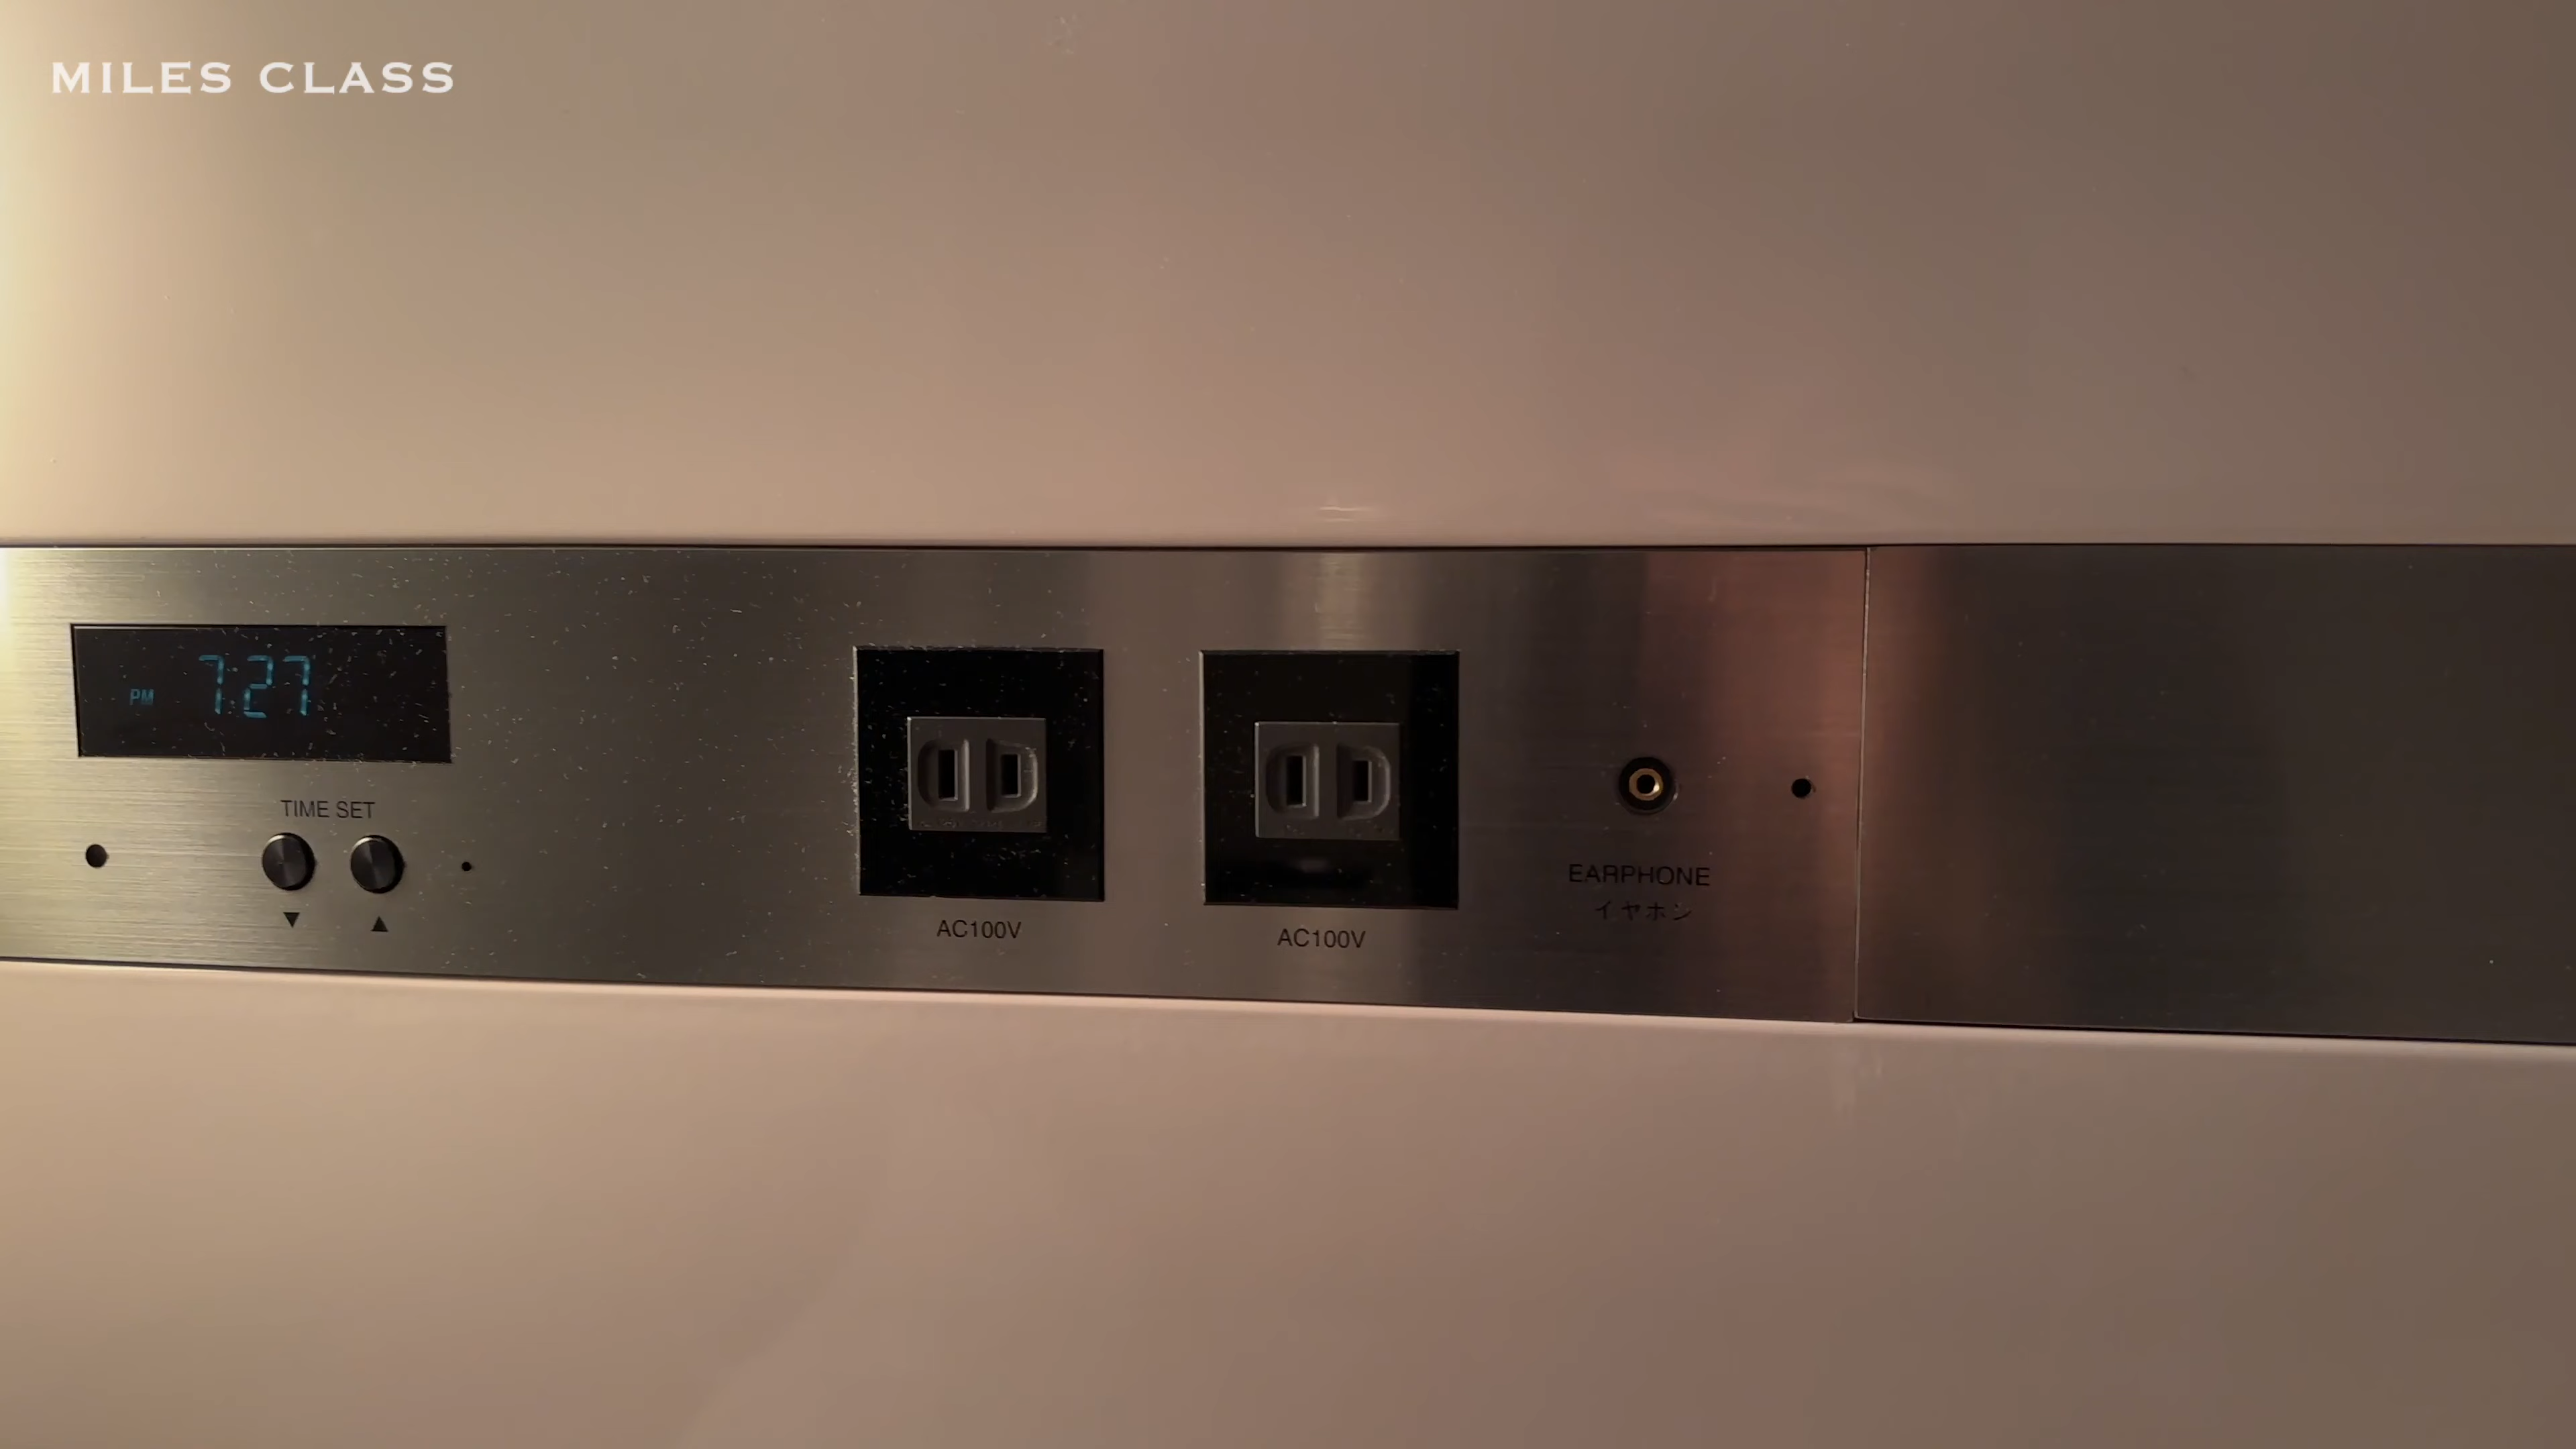 MILES CLASS
PM 7:27
TIME SET
▼ ▲
AC100V
AC100V
EARPHONE
イヤホン